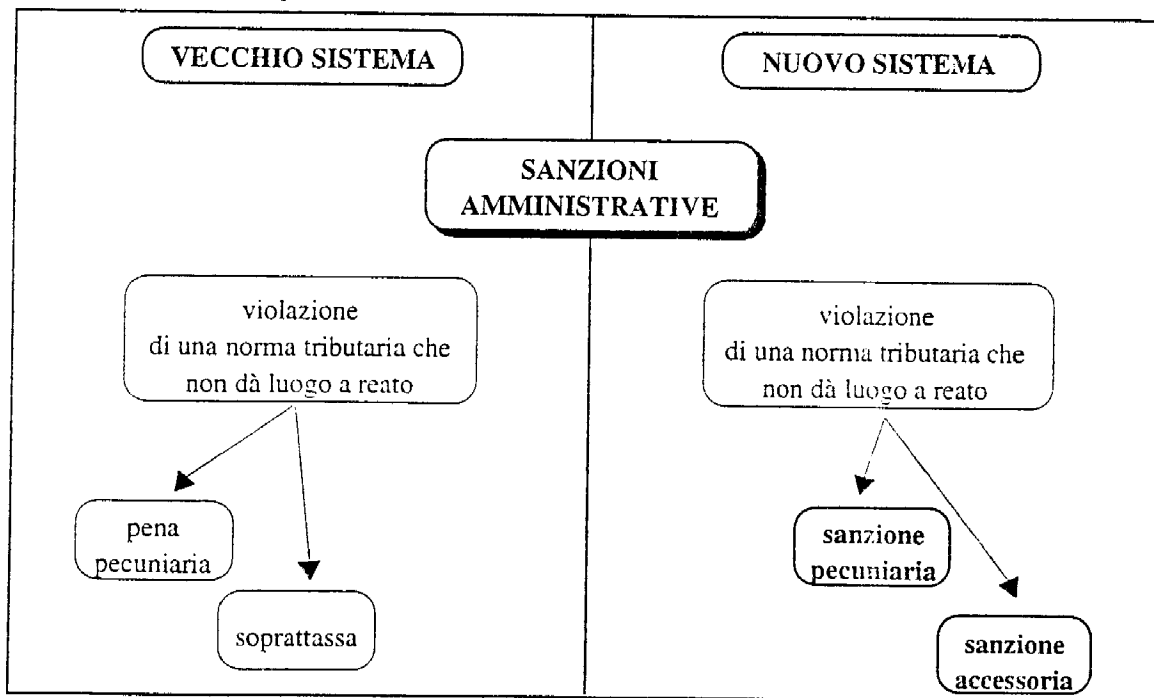 VECCHIO SISTEMA
NUOVO SISTEMA
SANZIONI
AMMINISTRATIVE
violazione
di una norma tributaria che
non dà luogo a reato
pena
pecuniaria
soprattassa
violazione
di una norma tributaria che
non dà luogo a reato
sanzione
pecuniaria
sanzione
accessoria